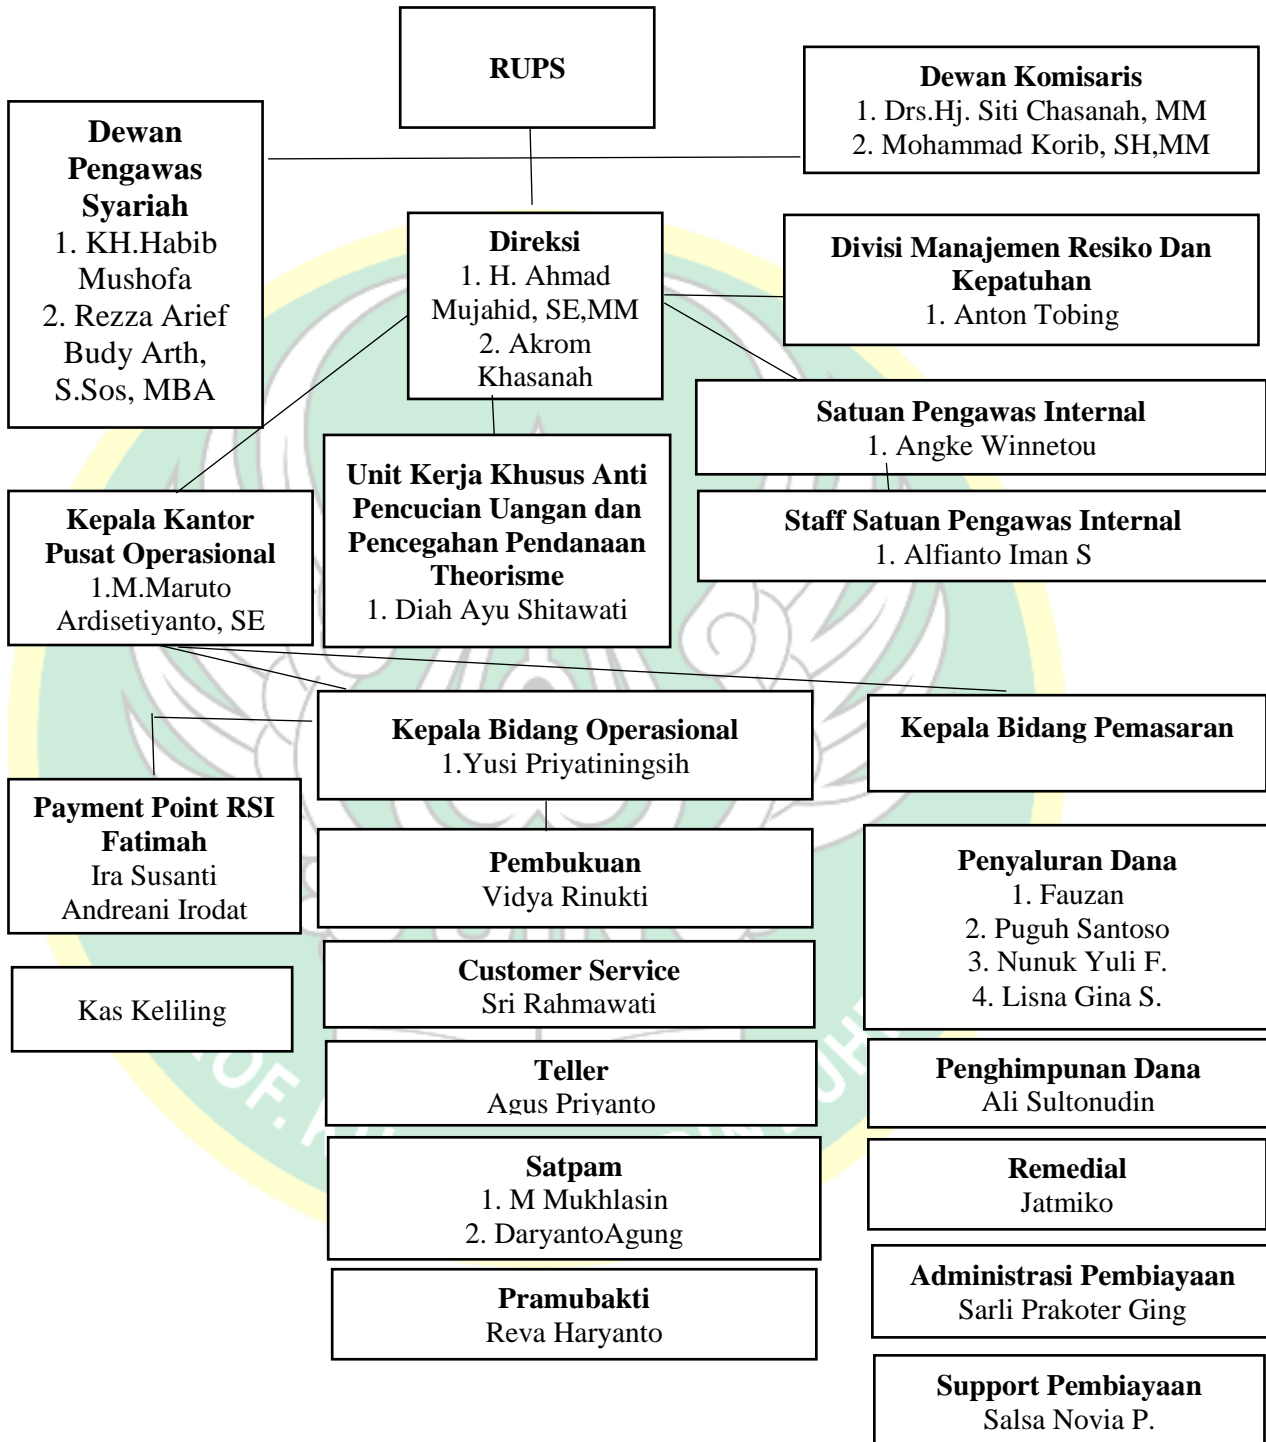 RUPS
Dewan Komisaris
1. Drs.Hj. Siti Chasanah, MM
2. Mohammad Korib, SH,MM
Dewan
Pengawas
Syariah
1. KH.Habib
Mushofa
2. Rezza Arief
Budy Arth,
S.Sos, MBA
Direksi
1. H. Ahmad
Mujahid, SE,MM
2. Akrom
Khasanah
Divisi Manajemen Resiko Dan
Kepatuhan
1. Anton Tobing
Satuan Pengawas Internal
1. Angke Winnetou
Staff Satuan Pengawas Internal
1. Alfianto Iman S
Unit Kerja Khusus Anti
Pencucian Uangan dan
Pencegahan Pendanaan
Theorisme
1. Diah Ayu Shitawati
Kepala Kantor
Pusat Operasional
1.M.Maruto
Ardisetiyanto, SE
Kepala Bidang Operasional
1.Yusi Priyatiningsih
Kepala Bidang Pemasaran
Payment Point RSI
Fatimah
Ira Susanti
Andreani Irodat
Kas Keliling
Pembukuan
Vidya Rinukti
Customer Service
Sri Rahmawati
Teller
Agus Priyanto
Satpam
1. M Mukhlasin
2. DaryantoAgung
Pramubakti
Reva Haryanto
Penyaluran Dana
1. Fauzan
2. Puguh Santoso
3. Nunuk Yuli F.
4. Lisna Gina S.
Penghimpunan Dana
Ali Sultonudin
Remedial
Jatmiko
Administrasi Pembiayaan
Sarli Prakoter Ging
Support Pembiayaan
Salsa Novia P.